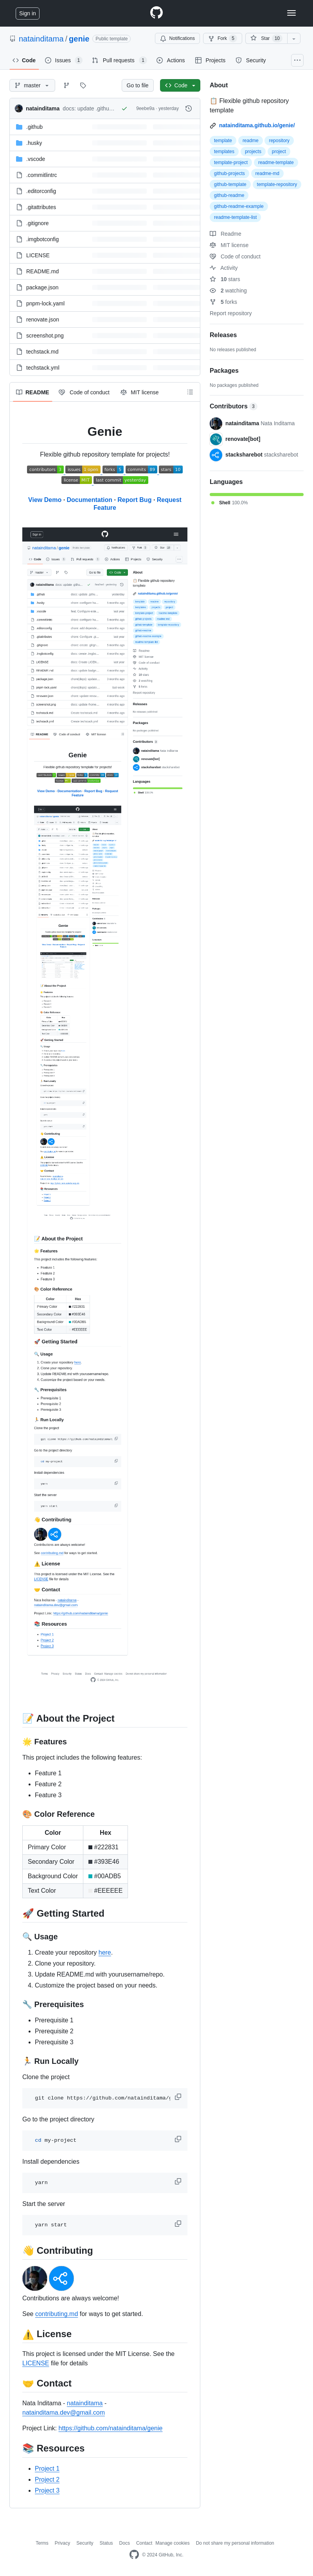 Sign in
natainditama / genie Public template
Notifications Fork 5 Star 10
Code Issues 1 Pull requests 1 Actions Projects Security
master Go to file Code
natainditama docs: update .githu... 9eebe8a · yesterday
.github
.husky
.vscode
.commitlintrc
.editorconfig
.gitattributes
.gitignore
.imgbotconfig
LICENSE
README.md
package.json
pnpm-lock.yaml
renovate.json
screenshot.png
techstack.md
techstack.yml
README Code of conduct MIT license
Genie
Flexible github repository template for projects!
contributors 3 issues 2 open forks 5 commits 89 stars 10
license MIT last commit yesterday
View Demo · Documentation · Report Bug · Request
Feature
📝 About the Project
🌟 Features
This project includes the following features:
Feature 1
Feature 2
Feature 3
🎨 Color Reference
Color Hex
Primary Color #222831
Secondary Color #393E46
Background Color #00ADB5
Text Color #EEEEEE
🚀 Getting Started
🔍 Usage
1. Create your repository here.
2. Clone your repository.
3. Update README.md with yourusername/repo.
4. Customize the project based on your needs.
🔧 Prerequisites
Prerequisite 1
Prerequisite 2
Prerequisite 3
🏃 Run Locally
Clone the project
git clone https://github.com/natainditama/g
Go to the project directory
cd my-project
Install dependencies
yarn
Start the server
yarn start
👋 Contributing
Contributions are always welcome!
See contributing.md for ways to get started.
⚠️ License
This project is licensed under the MIT License. See the
LICENSE file for details
🤝 Contact
Nata Inditama - natainditama -
natainditama.dev@gmail.com
Project Link: https://github.com/natainditama/genie
📚 Resources
Project 1
Project 2
Project 3
About
📋 Flexible github repository
template
natainditama.github.io/genie/
template readme repository
templates projects project
template-project readme-template
github-projects readme-md
github-template template-repository
github-readme
github-readme-example
readme-template-list
Readme
MIT license
Code of conduct
Activity
10 stars
2 watching
5 forks
Report repository
Releases
No releases published
Packages
No packages published
Contributors 3
natainditama Nata Inditama
renovate[bot]
stacksharebot stacksharebot
Languages
Shell 100.0%
Terms Privacy Security Status Docs Contact Manage cookies Do not share my personal information
© 2024 GitHub, Inc.